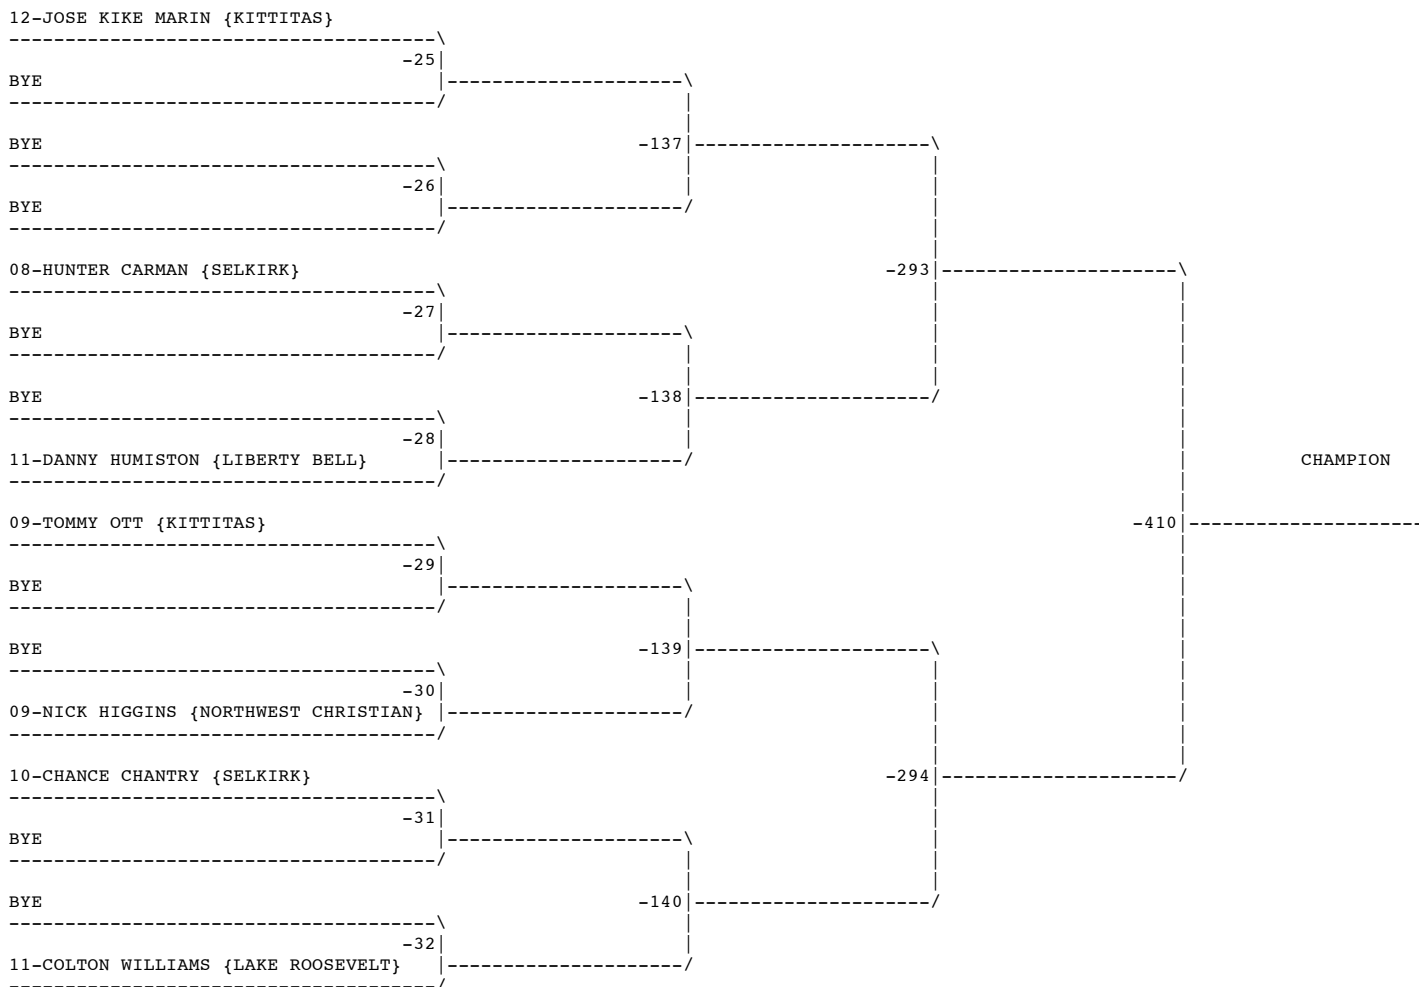 12-JOSE KIKE MARIN {KITTITAS}
-25
BYE
BYE
-137
-26
BYE
08-HUNTER CARMAN {SELKIRK}
-293
-27
BYE
BYE
-138
-28
11-DANNY HUMISTON {LIBERTY BELL}
CHAMPION
09-TOMMY OTT {KITTITAS}
-410
-29
BYE
BYE
-139
-30
09-NICK HIGGINS {NORTHWEST CHRISTIAN}
10-CHANCE CHANTRY {SELKIRK}
-294
-31
BYE
BYE
-140
-32
11-COLTON WILLIAMS {LAKE ROOSEVELT}